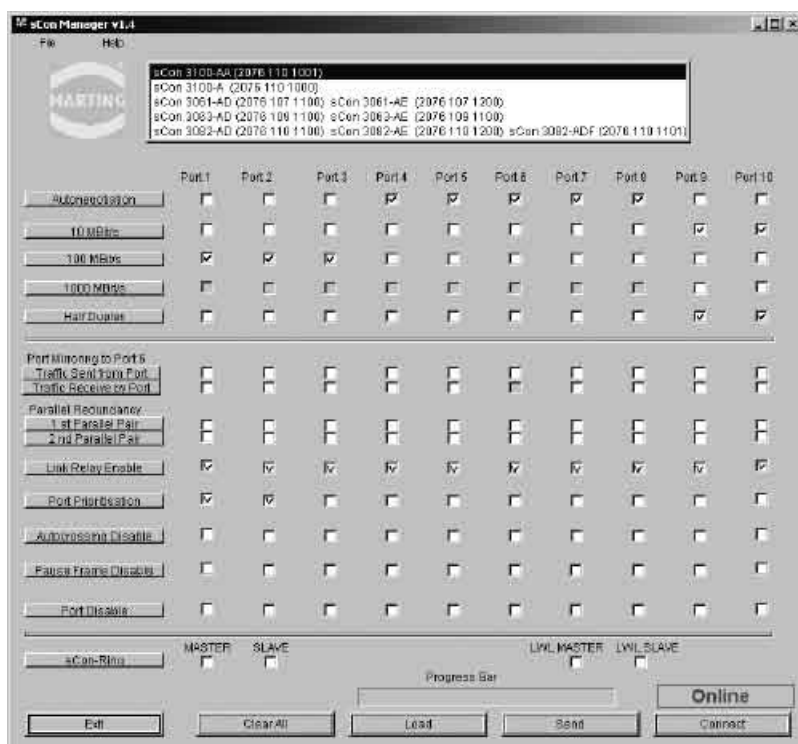 sCon Manager v1.4
File Help
HARTING
sCon 3100-AA (2076 110 1001)
sCon 3100-A (2076 110 1000)
sCon 3061-AD (2076 107 1100) sCon 3061-AE (2076 107 1200)
sCon 3063-AD (2076 109 1100) sCon 3063-AE (2076 109 1100)
sCon 3082-AD (2076 110 1100) sCon 3082-AE (2076 110 1200) sCon 3082-ADF (2076 110 1101)
Port 1 Port 2 Port 3 Port 4 Port 5 Port 6 Port 7 Port 8 Port 9 Port 10
Autonegotiation
10 MBit/s
100 MBit/s
1000 MBit/s
Half Duplex
Port Mirroring to Port 6
Traffic Sent from Port
Traffic Receive by Port
Parallel Redundancy
1 st Parallel Pair
2 nd Parallel Pair
Link Relay Enable
Port Prioritisation
Autocrossing Disable
Pause Frame Disable
Port Disable
MASTER SLAVE LWL MASTER LWL SLAVE
sCon-Ring
Progress Bar
Online
Exit Clear All Load Send Connect